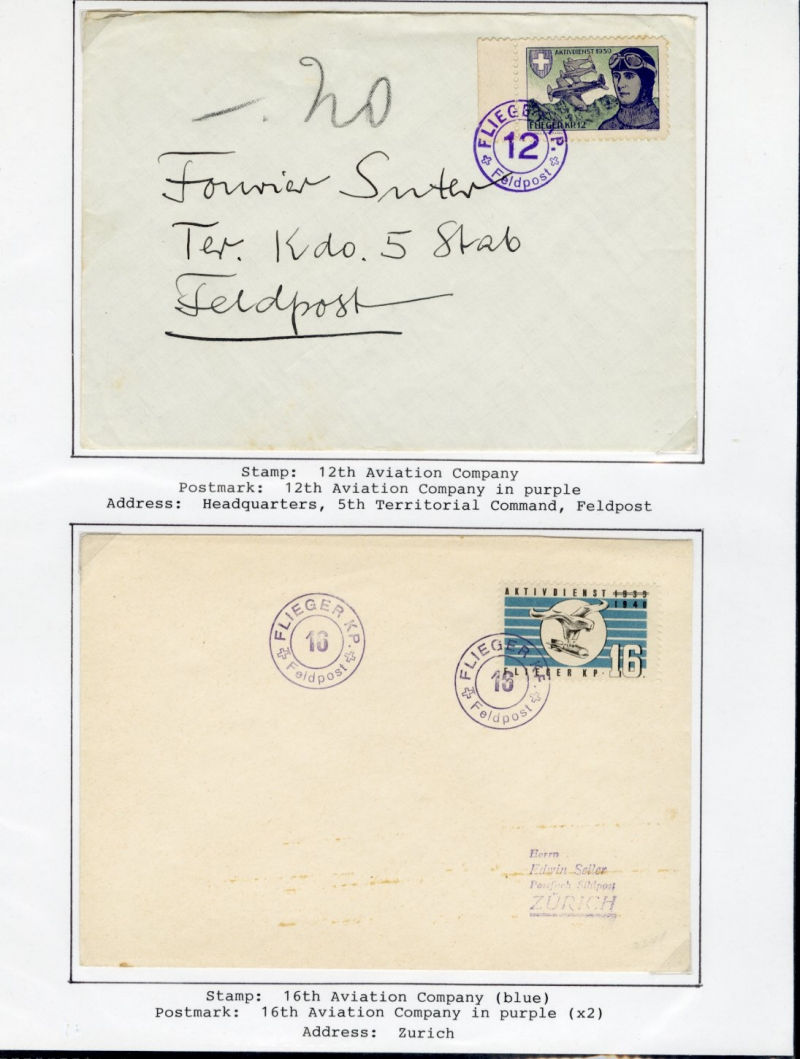 AKTIVDIENST 1939
FLIEGER KP. 12
FLIEGER KP.
12
Feldpost
Fourier Suter
Ter. Kdo. 5 Stab
Feldpost
Stamp: 12th Aviation Company
Postmark: 12th Aviation Company in purple
Address: Headquarters, 5th Territorial Command, Feldpost
AKTIVDIENST 1939
1940
FLIEGER KP. 16
FLIEGER KP.
16
Feldpost
FLIEGER KP.
16
Feldpost
Herrn
Edwin Seiler
Postfach Sihlpost
ZÜRICH
Stamp: 16th Aviation Company (blue)
Postmark: 16th Aviation Company in purple (x2)
Address: Zurich